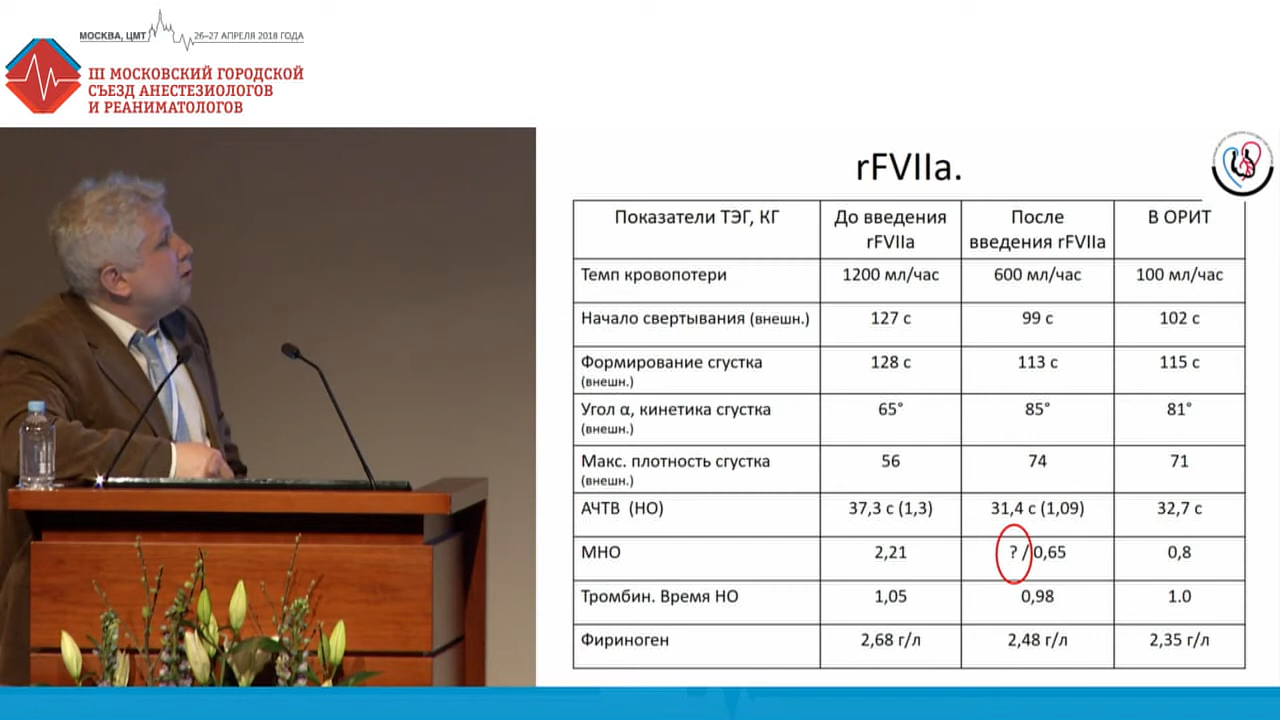 МОСКВА, ЦМТ 26–27 АПРЕЛЯ 2018 ГОДА
III МОСКОВСКИЙ ГОРОДСКОЙ
СЪЕЗД АНЕСТЕЗИОЛОГОВ
И РЕАНИМАТОЛОГОВ
rFVIIa.
Показатели ТЭГ, КГ До введения rFVIIa После введения rFVIIa В ОРИТ
Темп кровопотери 1200 мл/час 600 мл/час 100 мл/час
Начало свертывания (внешн.) 127 с 99 с 102 с
Формирование сгустка (внешн.) 128 с 113 с 115 с
Угол α, кинетика сгустка (внешн.) 65° 85° 81°
Макс. плотность сгустка (внешн.) 56 74 71
АЧТВ (НО) 37,3 с (1,3) 31,4 с (1,09) 32,7 с
МНО 2,21 ? / 0,65 0,8
Тромбин. Время НО 1,05 0,98 1.0
Фириноген 2,68 г/л 2,48 г/л 2,35 г/л